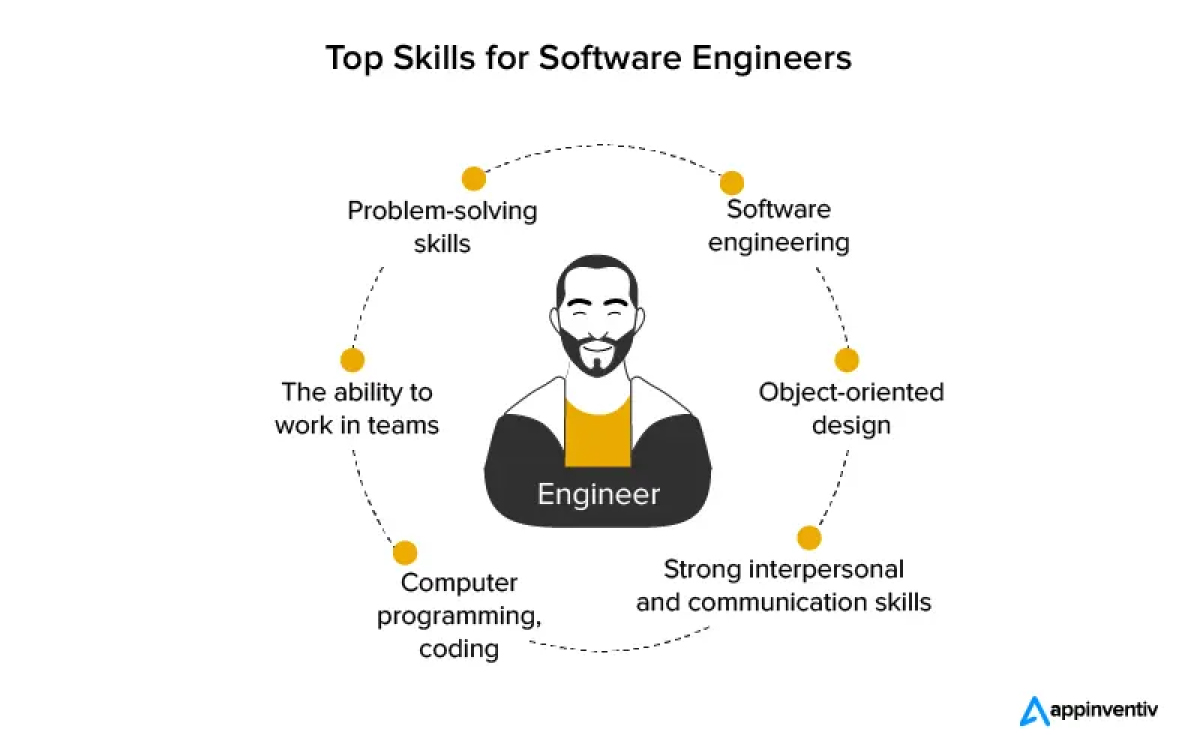 Top Skills for Software Engineers
Problem-solving
skills
Software
engineering
The ability to
work in teams
Object-oriented
design
Engineer
Computer
programming,
coding
Strong interpersonal
and communication skills
appinventiv